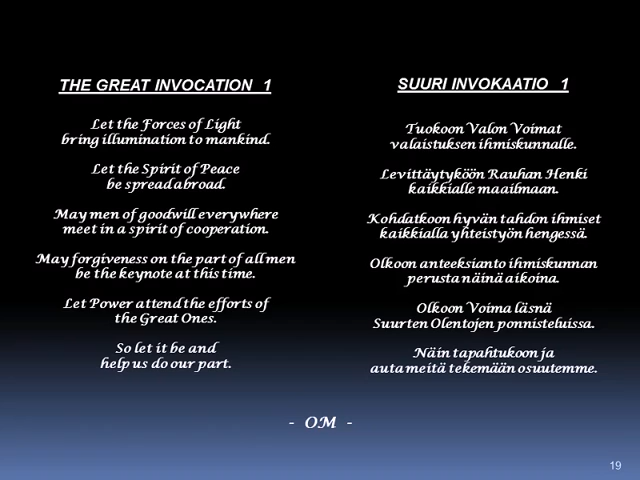 THE GREAT INVOCATION 1
Let the Forces of Light
bring illumination to mankind.
Let the Spirit of Peace
be spread abroad.
May men of goodwill everywhere
meet in a spirit of cooperation.
May forgiveness on the part of all men
be the keynote at this time.
Let Power attend the efforts of
the Great Ones.
So let it be and
help us do our part.
SUURI INVOKAATIO 1
Tuokoon Valon Voimat
valaistuksen ihmiskunnalle.
Levittäytyköön Rauhan Henki
kaikkialle maailmaan.
Kohdatkoon hyvän tahdon ihmiset
kaikkialla yhteistyön hengessä.
Olkoon anteeksianto ihmiskunnan
perusta näinä aikoina.
Olkoon Voima läsnä
Suurten Olentojen ponnisteluissa.
Näin tapahtukoon ja
auta meitä tekemään osuutemme.
- OM -
19